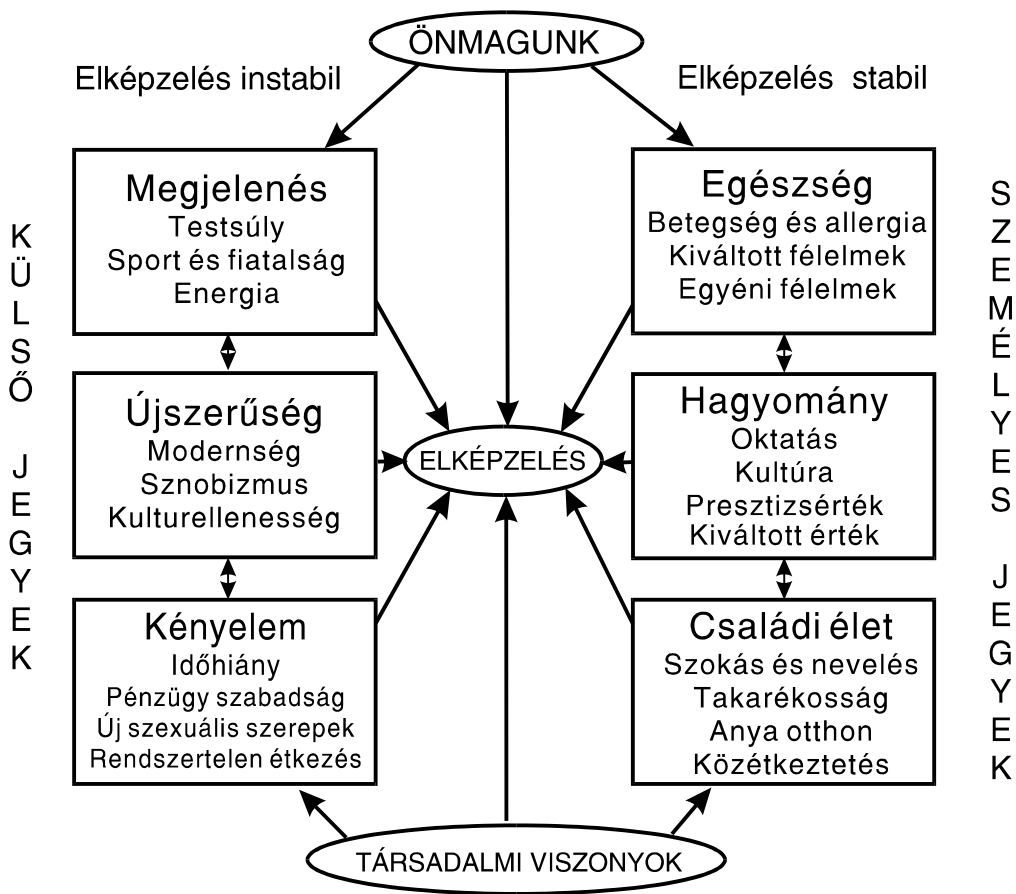 ÖNMAGUNK
Elképzelés instabil
Elképzelés stabil
KÜLSŐ JEGYEK
Megjelenés
Testsúly
Sport és fiatalság
Energia
Újszerűség
Modernség
Sznobizmus
Kulturellenesség
Kényelem
Időhiány
Pénzügy szabadság
Új szexuális szerepek
Rendszertelen étkezés
ELKÉPZELÉS
Egészség
Betegség és allergia
Kiváltott félelmek
Egyéni félelmek
Hagyomány
Oktatás
Kultúra
Presztizsérték
Kiváltott érték
Családi élet
Szokás és nevelés
Takarékosság
Anya otthon
Közétkeztetés
SZEMÉLYES JEGYEK
TÁRSADALMI VISZONYOK